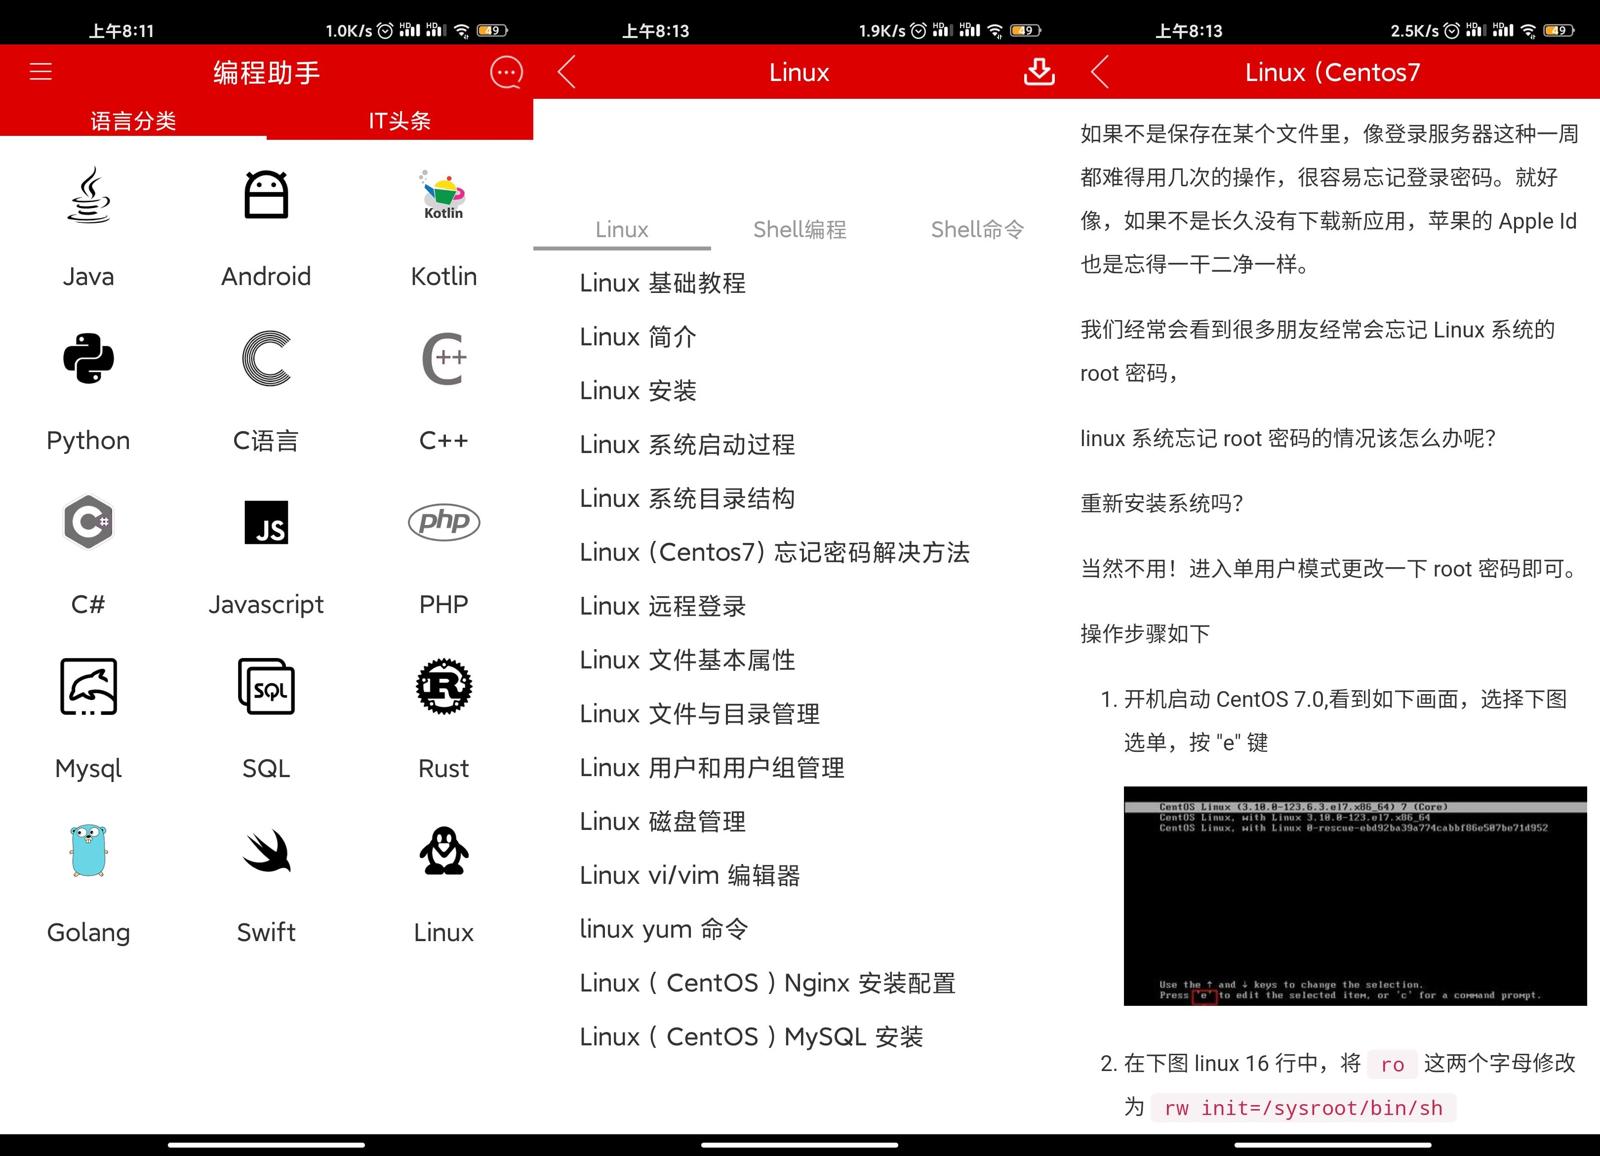 上午8:11
1.0K/s
HD
HD
49
编程助手
语言分类
IT头条
Kotlin
Java
Android
Kotlin
C++
Python
C语言
C++
C#
JS
php
C#
Javascript
PHP
SQL
R
Mysql
SQL
Rust
Golang
Swift
Linux
上午8:13
1.9K/s
HD
HD
49
Linux
Linux
Shell编程
Shell命令
Linux 基础教程
Linux 简介
Linux 安装
Linux 系统启动过程
Linux 系统目录结构
Linux (Centos7) 忘记密码解决方法
Linux 远程登录
Linux 文件基本属性
Linux 文件与目录管理
Linux 用户和用户组管理
Linux 磁盘管理
Linux vi/vim 编辑器
linux yum 命令
Linux ( CentOS ) Nginx 安装配置
Linux ( CentOS ) MySQL 安装
上午8:13
2.5K/s
HD
HD
49
Linux (Centos7
如果不是保存在某个文件里，像登录服务器这种一周
都难得用几次的操作，很容易忘记登录密码。就好
像，如果不是长久没有下载新应用，苹果的 Apple Id
也是忘得一干二净一样。
我们经常会看到很多朋友经常会忘记 Linux 系统的
root 密码，
linux 系统忘记 root 密码的情况该怎么办呢？
重新安装系统吗？
当然不用！进入单用户模式更改一下 root 密码即可。
操作步骤如下
1. 开机启动 CentOS 7.0,看到如下画面，选择下图
选单，按 "e" 键
CentOS Linux (3.10.0-123.6.3.el7.x86_64) 7 (Core)
CentOS Linux, with Linux 3.10.0-123.el7.x86_64
CentOS Linux, with Linux 0-rescue-ebd92ba39a774cabbf86e507be71d952
Use the ↑ and ↓ keys to change the selection.
Press 'e' to edit the selected item, or 'c' for a command prompt.
2. 在下图 linux 16 行中，将 ro 这两个字母修改
为 rw init=/sysroot/bin/sh